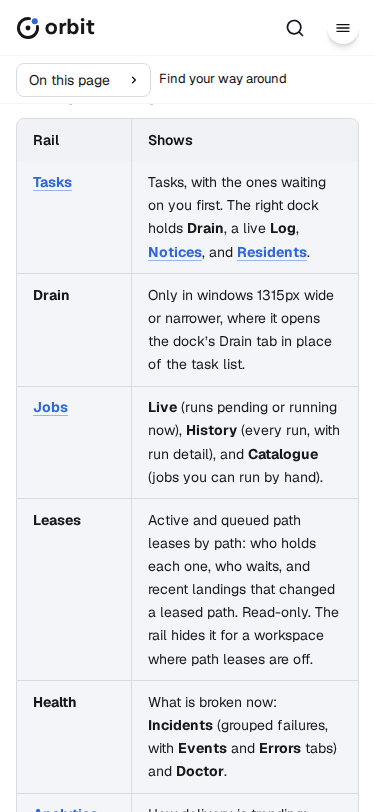 orbit
On this page
Find your way around
Rail
Shows
Tasks
Tasks, with the ones waiting
on you first. The right dock
holds Drain, a live Log,
Notices, and Residents.
Drain
Only in windows 1315px wide
or narrower, where it opens
the dock's Drain tab in place
of the task list.
Jobs
Live (runs pending or running
now), History (every run, with
run detail), and Catalogue
(jobs you can run by hand).
Leases
Active and queued path
leases by path: who holds
each one, who waits, and
recent landings that changed
a leased path. Read-only. The
rail hides it for a workspace
where path leases are off.
Health
What is broken now:
Incidents (grouped failures,
with Events and Errors tabs)
and Doctor.